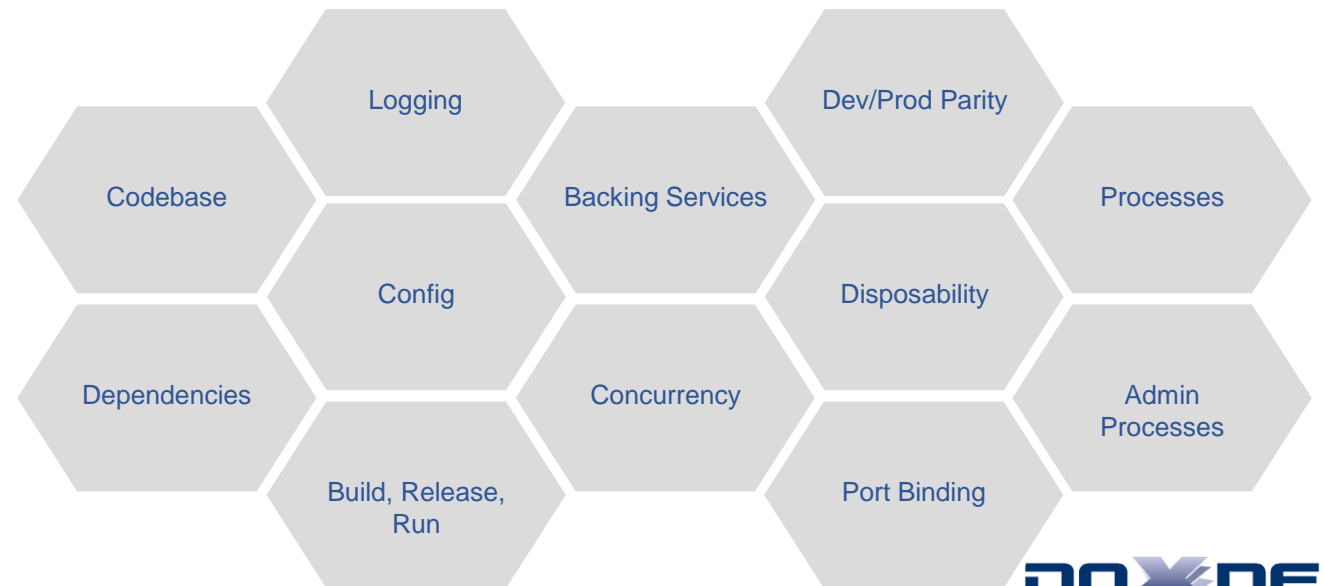 Logging
Dev/Prod Parity
Codebase
Backing Services
Processes
Config
Disposability
Dependencies
Concurrency
Admin
Processes
Build, Release,
Run
Port Binding